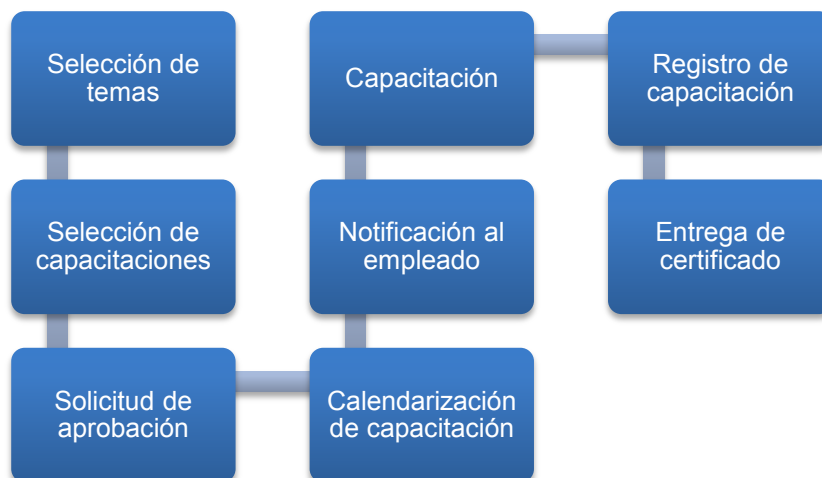 Selección de
temas
Selección de
capacitaciones
Solicitud de
aprobación
Calendarización
de capacitación
Notificación al
empleado
Capacitación
Registro de
capacitación
Entrega de
certificado